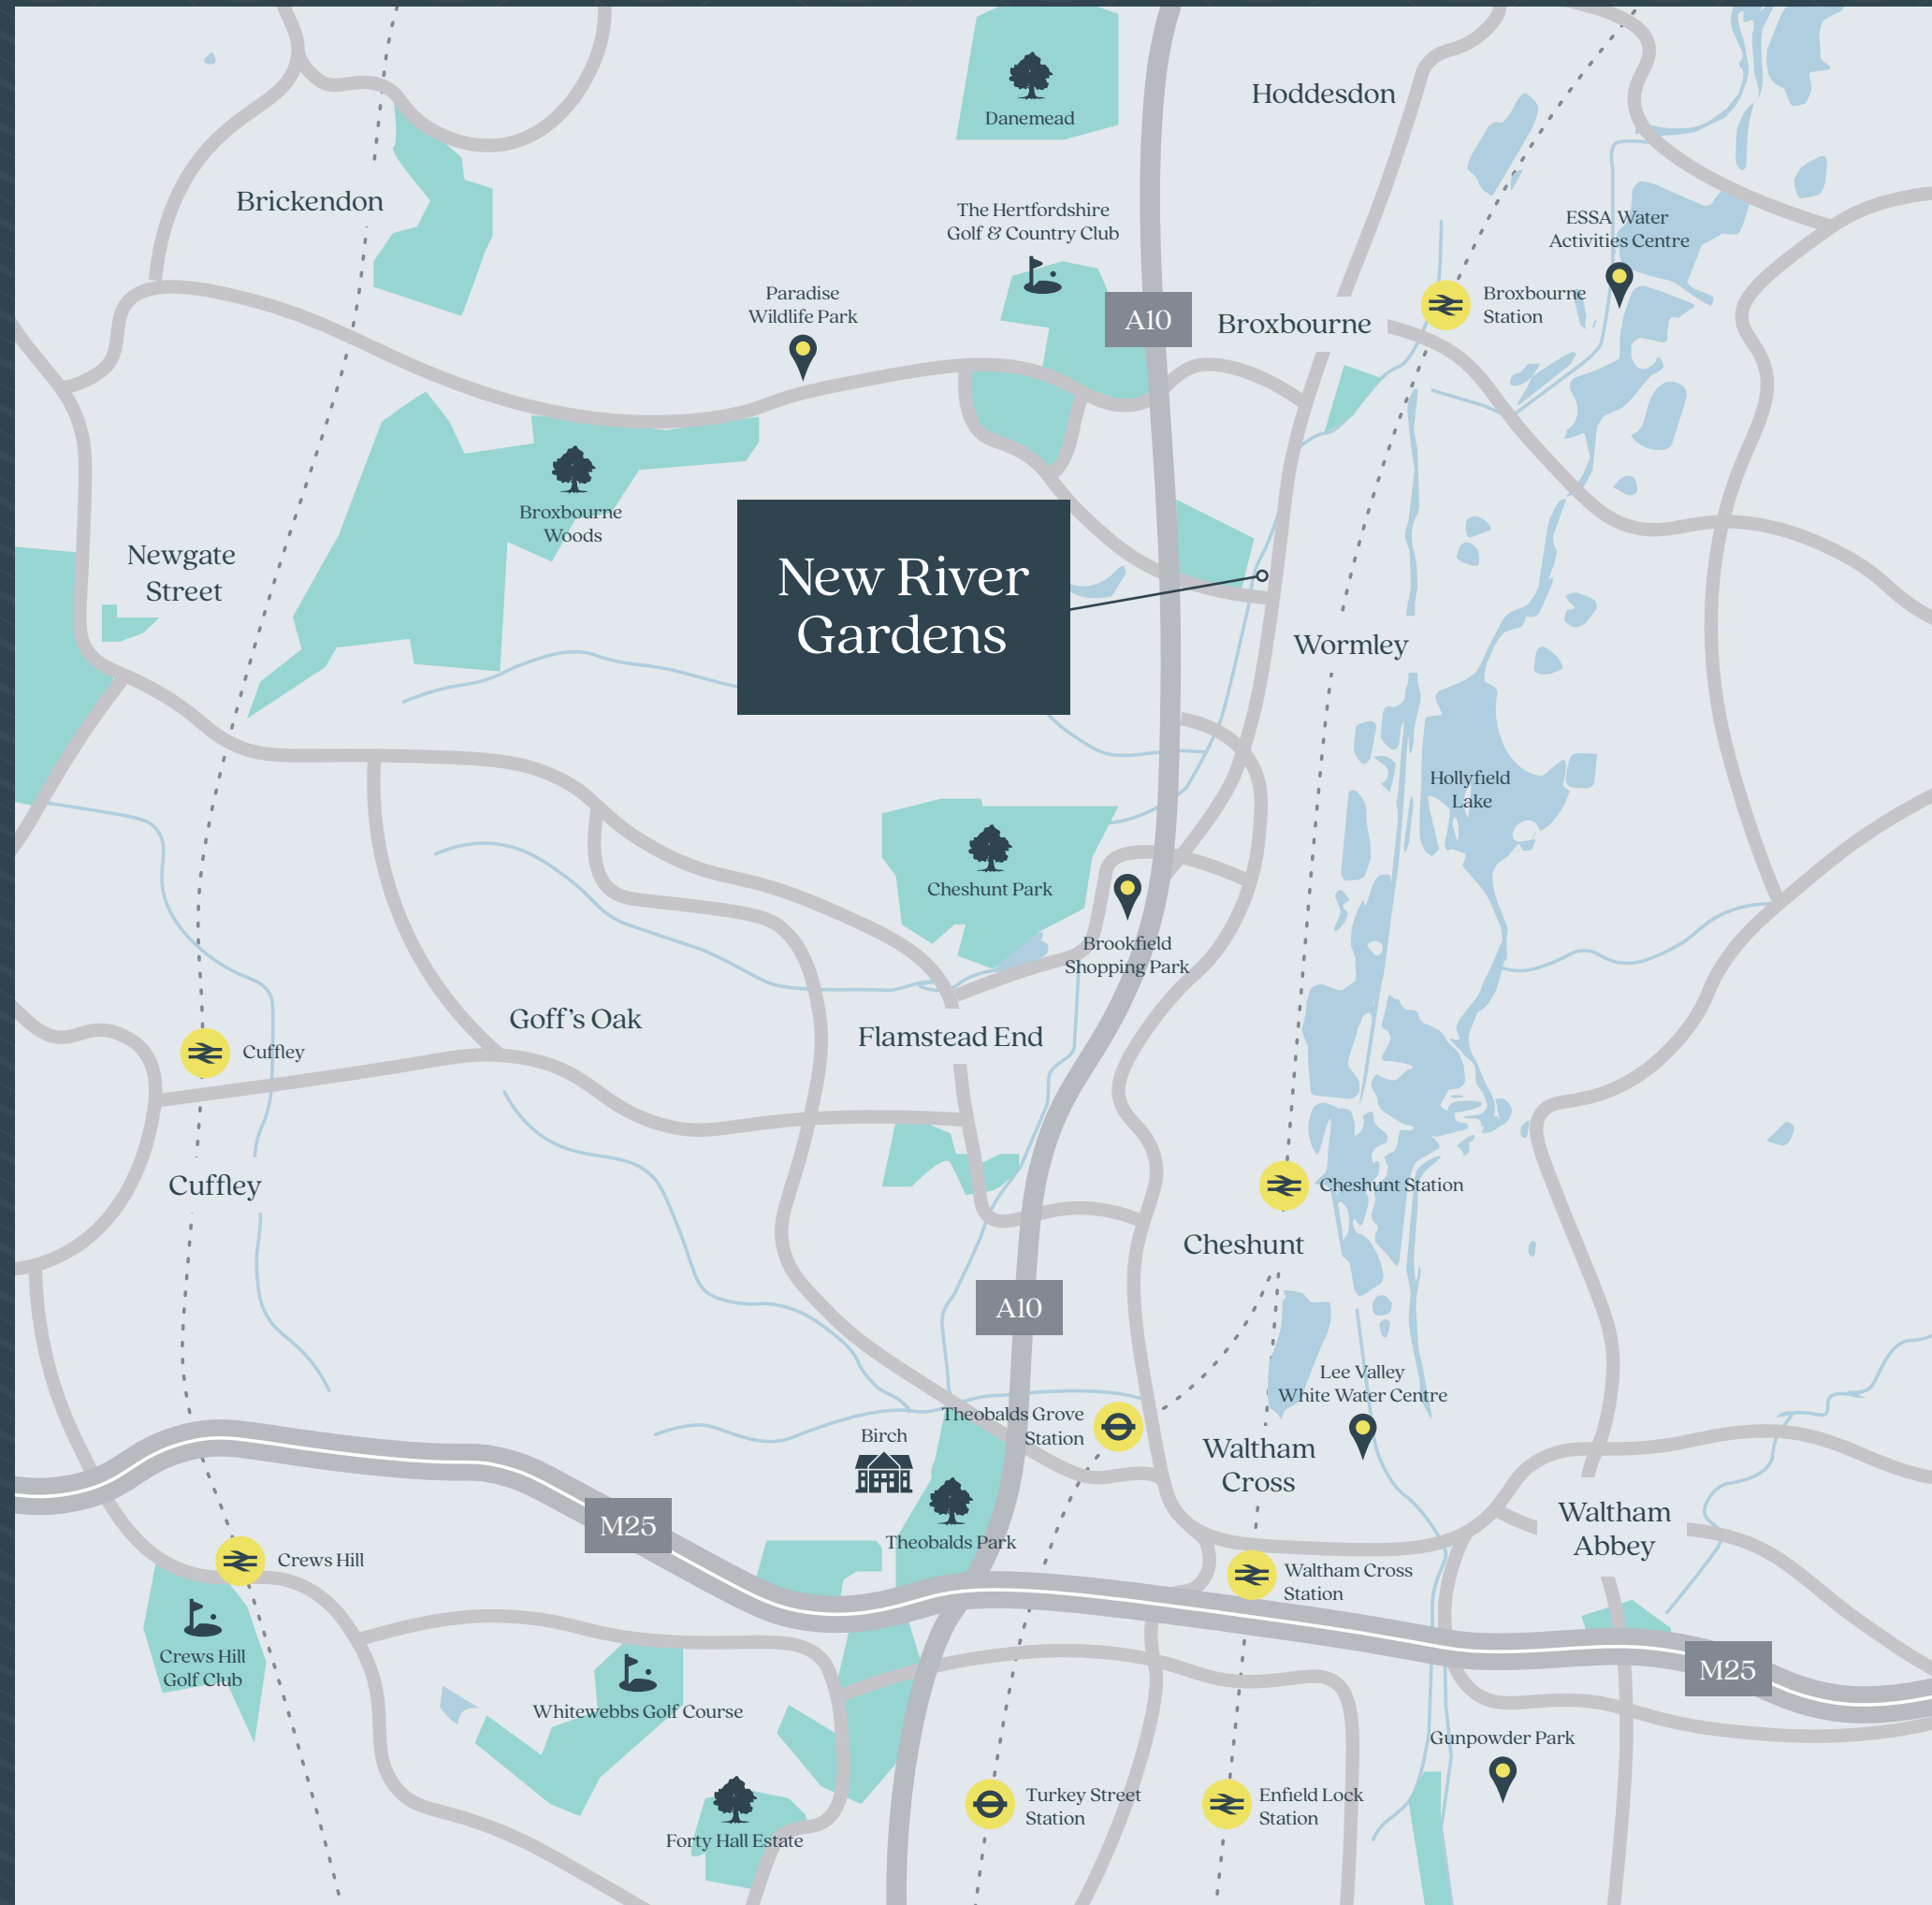 Danemead
Hoddesdon
Brickendon
The Hertfordshire
Golf & Country Club
ESSA Water
Activities Centre
Paradise
Wildlife Park
A10
Broxbourne
Broxbourne
Station
Broxbourne
Woods
Newgate
Street
New River
Gardens
Wormley
Hollyfield
Lake
Cheshunt Park
Brookfield
Shopping Park
Goff's Oak
Flamstead End
Cuffley
Cuffley
Cheshunt Station
Cheshunt
A10
Lee Valley
White Water Centre
Theobalds Grove
Station
Birch
Waltham
Cross
Waltham
Abbey
M25
Theobalds Park
Crews Hill
Waltham Cross
Station
Crews Hill
Golf Club
M25
Whitewebbs Golf Course
Gunpowder Park
Turkey Street
Station
Enfield Lock
Station
Forty Hall Estate